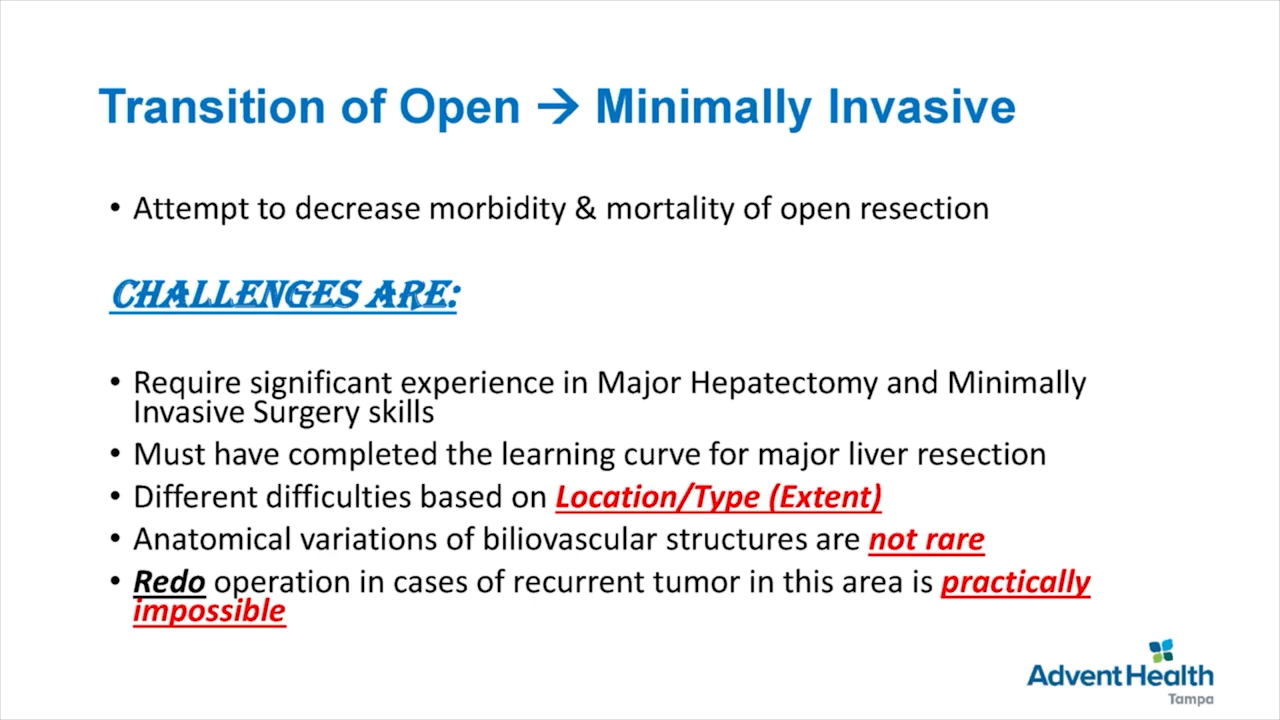 Transition of Open → Minimally Invasive
• Attempt to decrease morbidity & mortality of open resection
CHALLENGES ARE:
• Require significant experience in Major Hepatectomy and Minimally
Invasive Surgery skills
• Must have completed the learning curve for major liver resection
• Different difficulties based on Location/Type (Extent)
• Anatomical variations of biliovascular structures are not rare
• Redo operation in cases of recurrent tumor in this area is practically
impossible
AdventHealth
Tampa